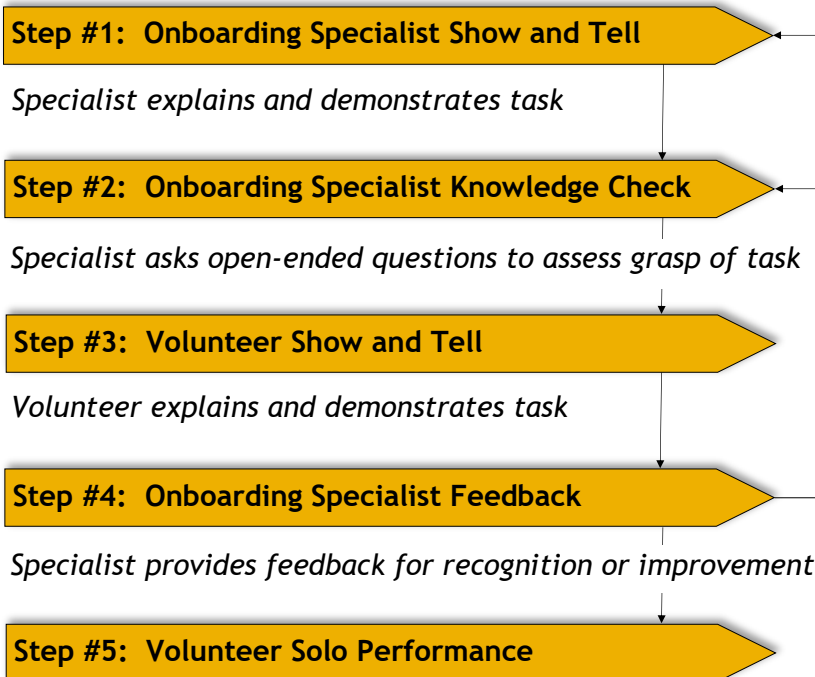 Step #1:  Onboarding Specialist Show and Tell
Specialist explains and demonstrates task
Step #2:  Onboarding Specialist Knowledge Check
Specialist asks open-ended questions to assess grasp of task
Step #3:  Volunteer Show and Tell
Volunteer explains and demonstrates task
Step #4:  Onboarding Specialist Feedback
Specialist provides feedback for recognition or improvement
Step #5:  Volunteer Solo Performance